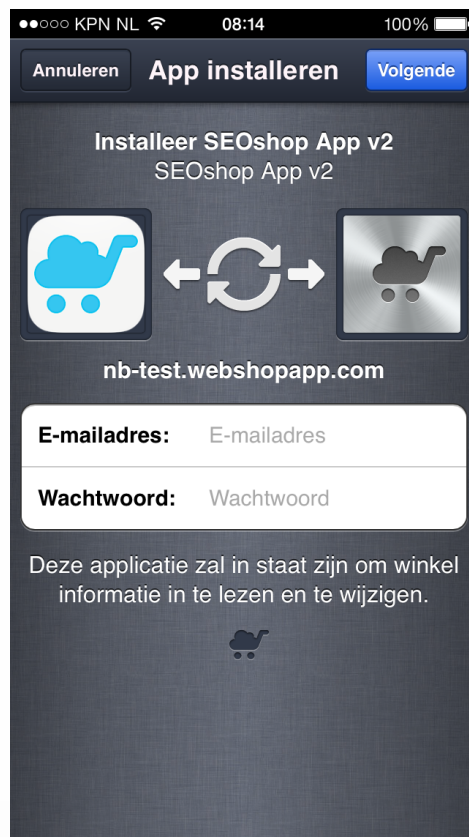 KPN NL 08:14 100%
Annuleren App installeren Volgende
Installeer SEOshop App v2
SEOshop App v2
nb-test.webshopapp.com
E-mailadres: E-mailadres
Wachtwoord: Wachtwoord
Deze applicatie zal in staat zijn om winkel
informatie in te lezen en te wijzigen.